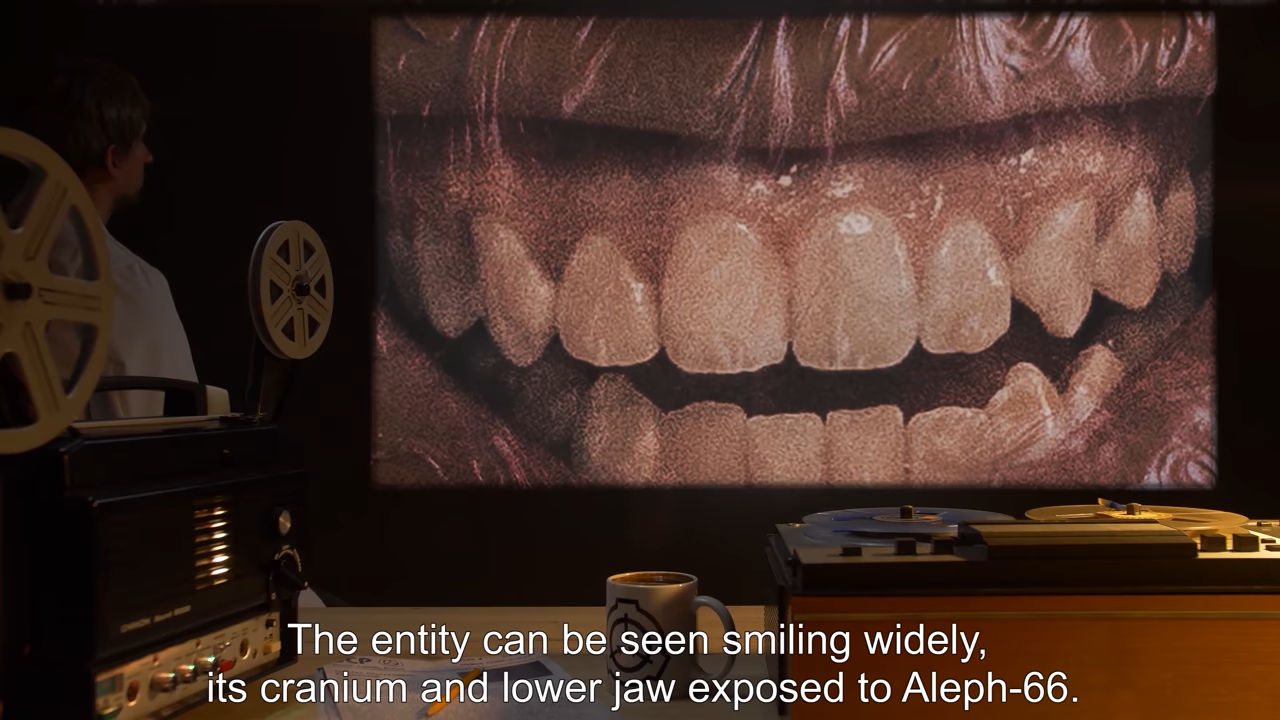 The entity can be seen smiling widely,
its cranium and lower jaw exposed to Aleph-66.